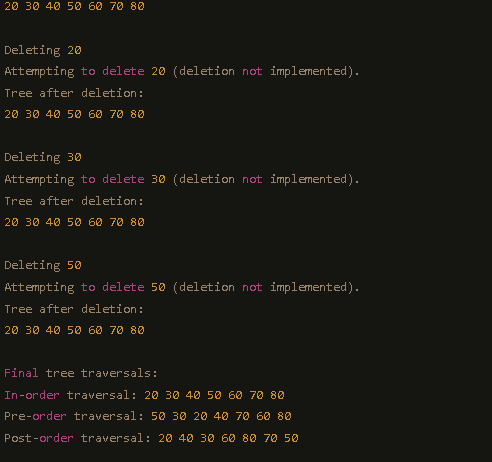 20 30 40 50 60 70 80
Deleting 20
Attempting to delete 20 (deletion not implemented).
Tree after deletion:
20 30 40 50 60 70 80
Deleting 30
Attempting to delete 30 (deletion not implemented).
Tree after deletion:
20 30 40 50 60 70 80
Deleting 50
Attempting to delete 50 (deletion not implemented).
Tree after deletion:
20 30 40 50 60 70 80
Final tree traversals:
In-order traversal: 20 30 40 50 60 70 80
Pre-order traversal: 50 30 20 40 70 60 80
Post-order traversal: 20 40 30 60 80 70 50